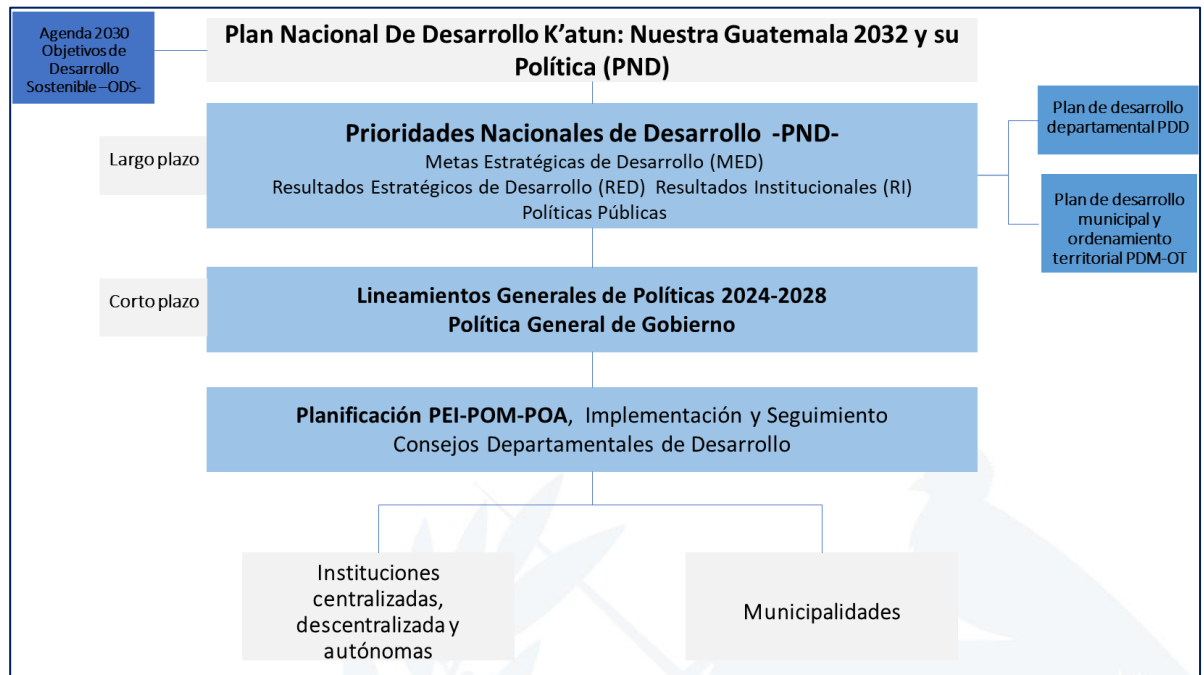 Agenda 2030
Objetivos de
Desarrollo
Sostenible –ODS-
Plan Nacional De Desarrollo K’atun: Nuestra Guatemala 2032 y su
Política (PND)
Largo plazo
Prioridades Nacionales de Desarrollo -PND-
Metas Estratégicas de Desarrollo (MED)
Resultados Estratégicos de Desarrollo (RED) Resultados Institucionales (RI)
Políticas Públicas
Plan de desarrollo
departamental PDD
Plan de desarrollo
municipal y
ordenamiento
territorial PDM-OT
Corto plazo
Lineamientos Generales de Políticas 2024-2028
Política General de Gobierno
Planificación PEI-POM-POA, Implementación y Seguimiento
Consejos Departamentales de Desarrollo
Instituciones
centralizadas,
descentralizada y
autónomas
Municipalidades